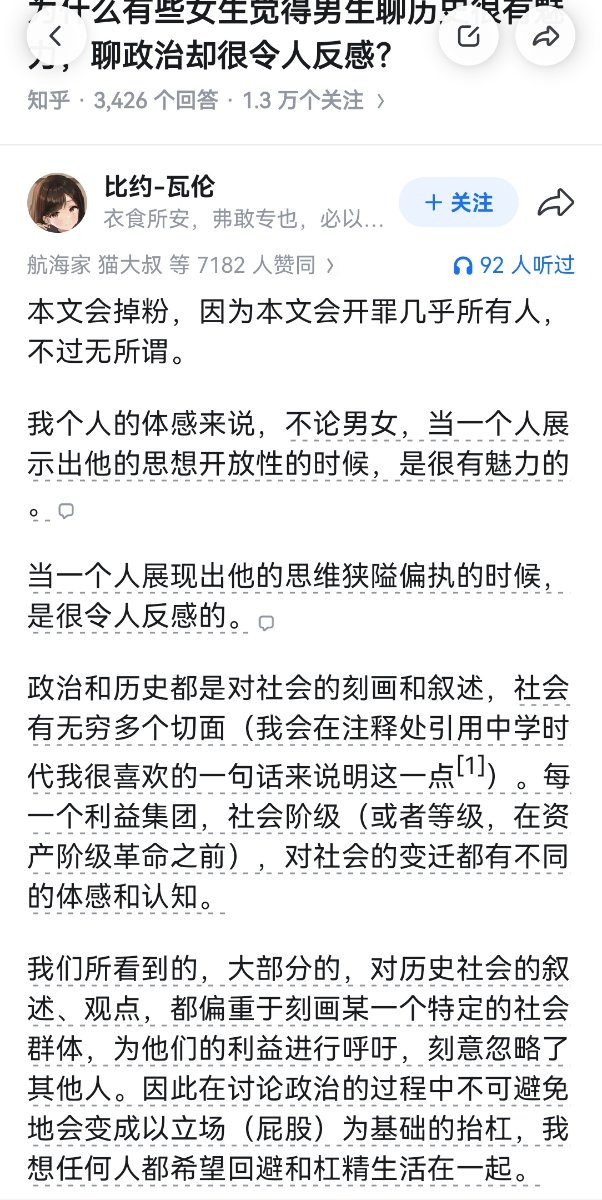 为什么有些女生觉得男生聊历史很有魅
力，聊政治却很令人反感？
知乎 · 3,426 个回答 · 1.3 万个关注 >
比约-瓦伦
衣食所安，弗敢专也，必以...
+ 关注
航海家 猫大叔 等 7182 人赞同 >
92 人听过
本文会掉粉，因为本文会开罪几乎所有人，
不过无所谓。
我个人的体感来说，不论男女，当一个人展
示出他的思想开放性的时候，是很有魅力的
。
当一个人展现出他的思维狭隘偏执的时候，
是很令人反感的。
政治和历史都是对社会的刻画和叙述，社会
有无穷多个切面（我会在注释处引用中学时
代我很喜欢的一句话来说明这一点[1]）。每
一个利益集团，社会阶级（或者等级，在资
产阶级革命之前），对社会的变迁都有不同
的体感和认知。
我们所看到的，大部分的，对历史社会的叙
述、观点，都偏重于刻画某一个特定的社会
群体，为他们的利益进行呼吁，刻意忽略了
其他人。因此在讨论政治的过程中不可避免
地会变成以立场（屁股）为基础的抬杠，我
想任何人都希望回避和杠精生活在一起。